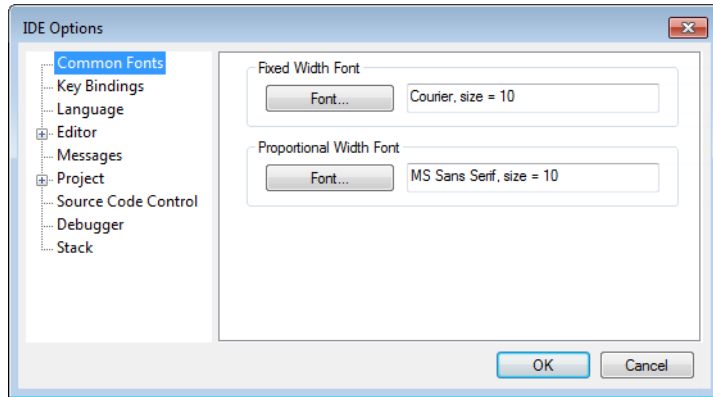 IDE Options
Common Fonts
Key Bindings
Language
Editor
Messages
Project
Source Code Control
Debugger
Stack
Fixed Width Font
Font... Courier, size = 10
Proportional Width Font
Font... MS Sans Serif, size = 10
OK Cancel